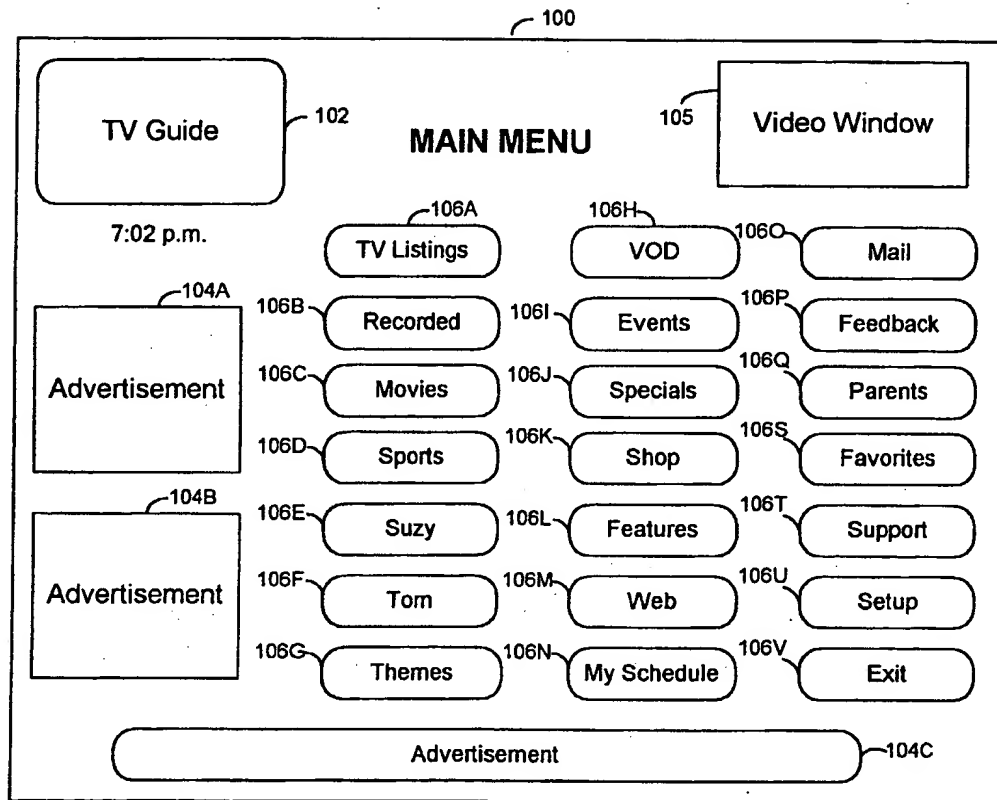 100
TV Guide
102
MAIN MENU
105
Video Window
7:02 p.m.
106A
TV Listings
106H
VOD
106O
Mail
104A
Advertisement
106B
Recorded
106I
Events
106P
Feedback
106C
Movies
106J
Specials
106Q
Parents
106D
Sports
106K
Shop
106S
Favorites
104B
Advertisement
106E
Suzy
106L
Features
106T
Support
106F
Tom
106M
Web
106U
Setup
106G
Themes
106N
My Schedule
106V
Exit
Advertisement
104C